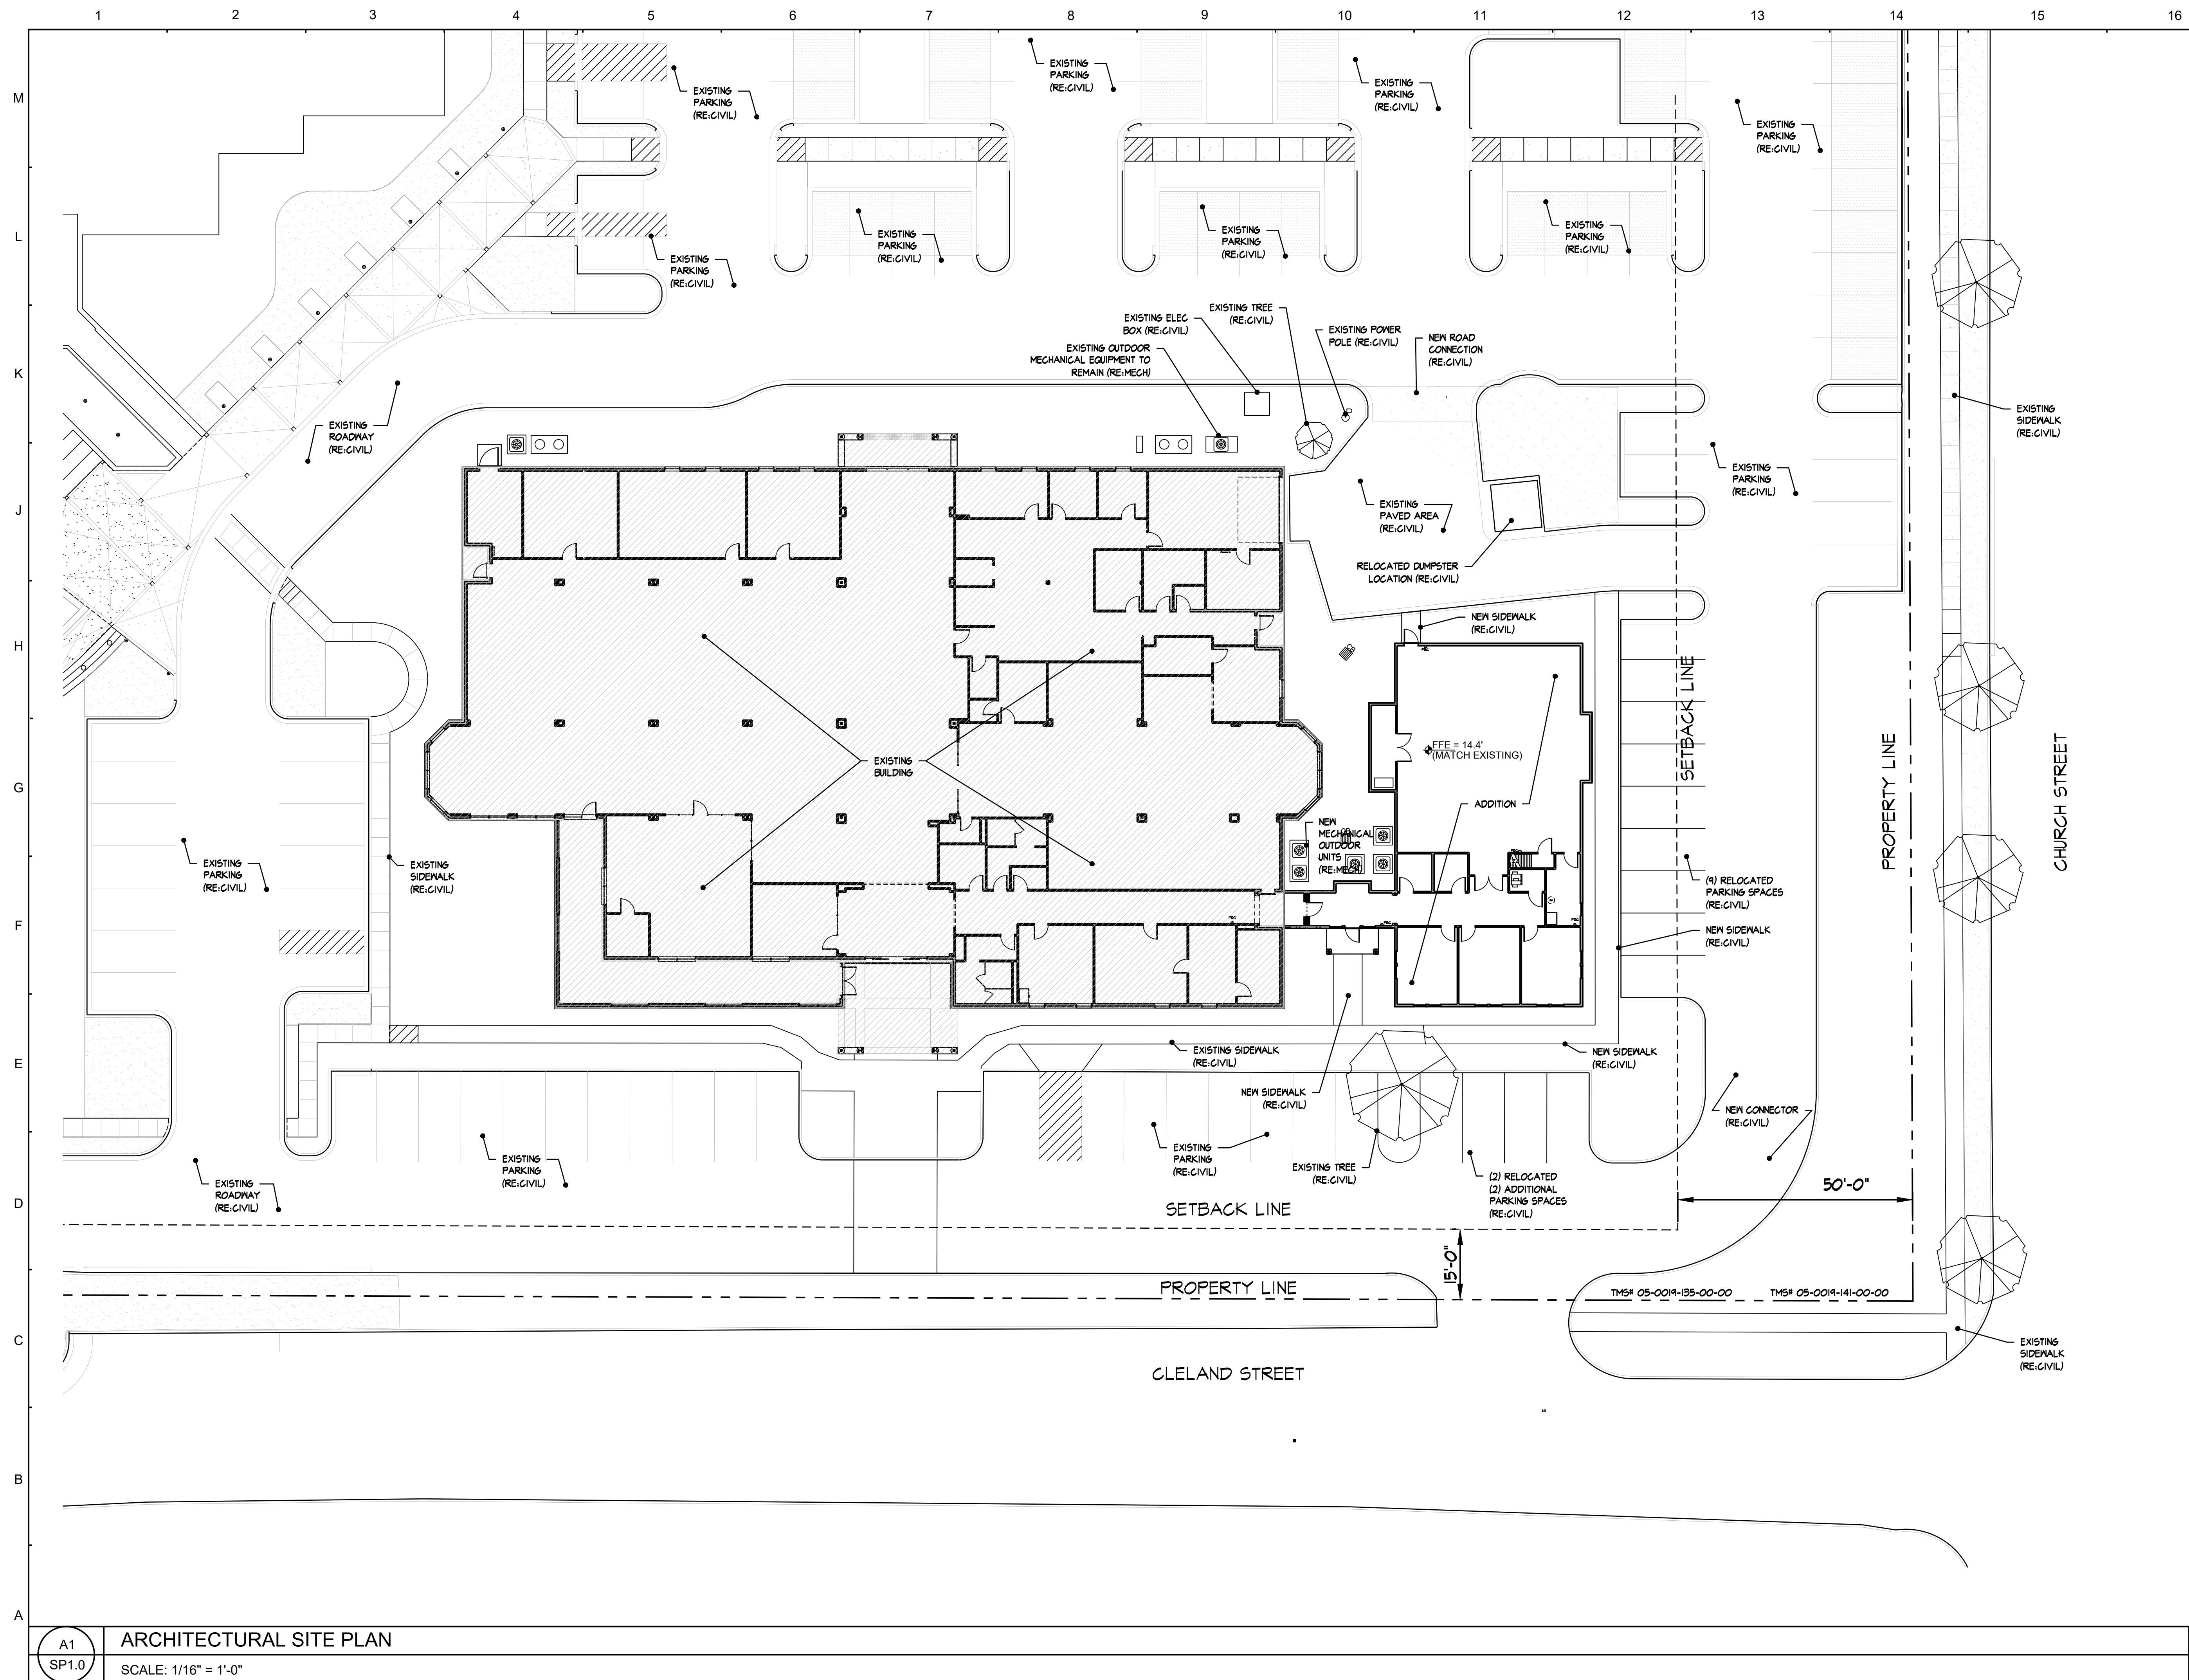 1 2 3 4 5 6 7 8 9 10 11 12 13 14 15 16
M
L
K
J
H
G
F
E
D
C
B
A
EXISTING
PARKING
(RE:CIVIL)
EXISTING
PARKING
(RE:CIVIL)
EXISTING
PARKING
(RE:CIVIL)
EXISTING
PARKING
(RE:CIVIL)
EXISTING
PARKING
(RE:CIVIL)
EXISTING
PARKING
(RE:CIVIL)
EXISTING
PARKING
(RE:CIVIL)
EXISTING
PARKING
(RE:CIVIL)
EXISTING TREE
(RE:CIVIL)
EXISTING ELEC
BOX (RE:CIVIL)
EXISTING OUTDOOR
MECHANICAL EQUIPMENT TO
REMAIN (RE:MECH)
EXISTING POWER
POLE (RE:CIVIL)
NEW ROAD
CONNECTION
(RE:CIVIL)
EXISTING
ROADWAY
(RE:CIVIL)
EXISTING
SIDEWALK
(RE:CIVIL)
EXISTING
PARKING
(RE:CIVIL)
EXISTING
PAVED AREA
(RE:CIVIL)
RELOCATED DUMPSTER
LOCATION (RE:CIVIL)
NEW SIDEWALK
(RE:CIVIL)
SETBACK LINE
PROPERTY LINE
CHURCH STREET
FFE = 14.4'
(MATCH EXISTING)
EXISTING
BUILDING
ADDITION
NEW
MECHANICAL
OUTDOOR
UNITS
(RE:MECH)
EXISTING
PARKING
(RE:CIVIL)
EXISTING
SIDEWALK
(RE:CIVIL)
(9) RELOCATED
PARKING SPACES
(RE:CIVIL)
NEW SIDEWALK
(RE:CIVIL)
EXISTING SIDEWALK
(RE:CIVIL)
NEW SIDEWALK
(RE:CIVIL)
NEW SIDEWALK
(RE:CIVIL)
NEW CONNECTOR
(RE:CIVIL)
EXISTING
ROADWAY
(RE:CIVIL)
EXISTING
PARKING
(RE:CIVIL)
EXISTING
PARKING
(RE:CIVIL)
EXISTING TREE
(RE:CIVIL)
(2) RELOCATED
(2) ADDITIONAL
PARKING SPACES
(RE:CIVIL)
50'-0"
SETBACK LINE
15'-0"
PROPERTY LINE
TMS# 05-0019-135-00-00
TMS# 05-0019-141-00-00
EXISTING
SIDEWALK
(RE:CIVIL)
CLELAND STREET
A1
SP1.0
ARCHITECTURAL SITE PLAN
SCALE: 1/16" = 1'-0"